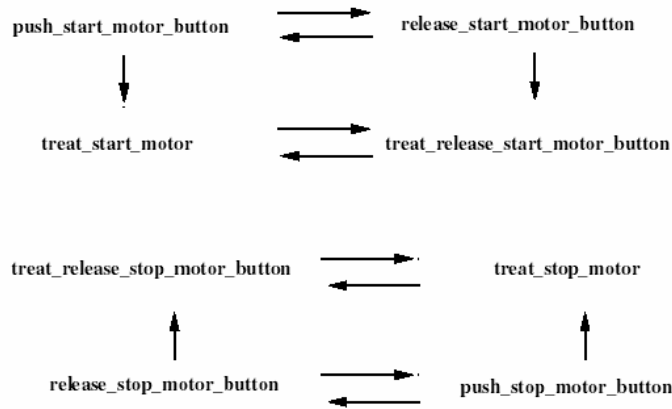 push_start_motor_button release_start_motor_button
treat_start_motor treat_release_start_motor_button
treat_release_stop_motor_button treat_stop_motor
release_stop_motor_button push_stop_motor_button